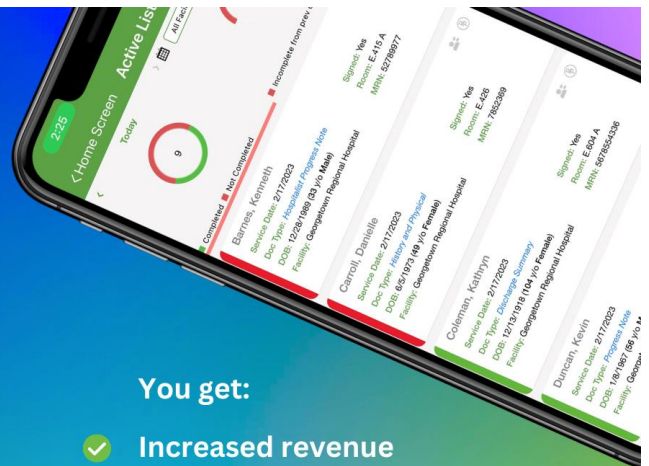 2:25
Home Screen
Active List
All Faci
Today
9
Completed
Not Completed
Incomplete from prev
Barnes, Kenneth
Service Date: 2/17/2023
Doc Type: Hospitalist Progress Note
DOB: 12/28/1989 (33 y/o Male)
Facility: Georgetown Regional Hospital
Signed: Yes
Room: E.415 A
MRN: 52789977
Carroll, Danielle
Service Date: 2/17/2023
Doc Type: History and Physical
DOB: 6/5/1973 (49 y/o Female)
Facility: Georgetown Regional Hospital
Signed: Yes
Room: E.426
MRN: 7852369
Coleman, Kathryn
Service Date: 2/17/2023
Doc Type: Discharge Summary
DOB: 12/13/1918 (104 y/o Female)
Facility: Georgetown Regional Hospital
Signed: Yes
Room: E.604 A
MRN: 5678554336
Duncan, Kevin
Service Date: 2/17/2023
Doc Type: Progress Note
DOB: 1/8/1967 (56 y/o M
Facility: Georget
You get:
Increased revenue